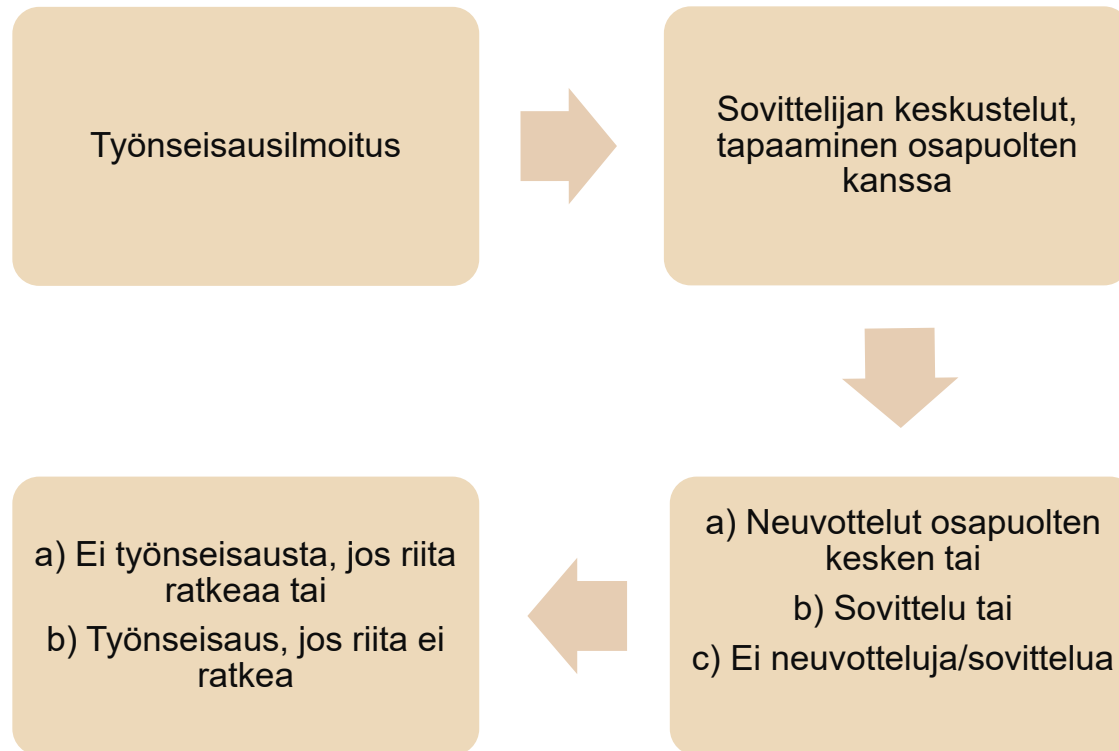 Työnseisausilmoitus
Sovittelijan keskustelut,
tapaaminen osapuolten
kanssa
a) Neuvottelut osapuolten
kesken tai
b) Sovittelu tai
c) Ei neuvotteluja/sovittelua
a) Ei työnseisausta, jos riita
ratkeaa tai
b) Työnseisaus, jos riita ei
ratkea